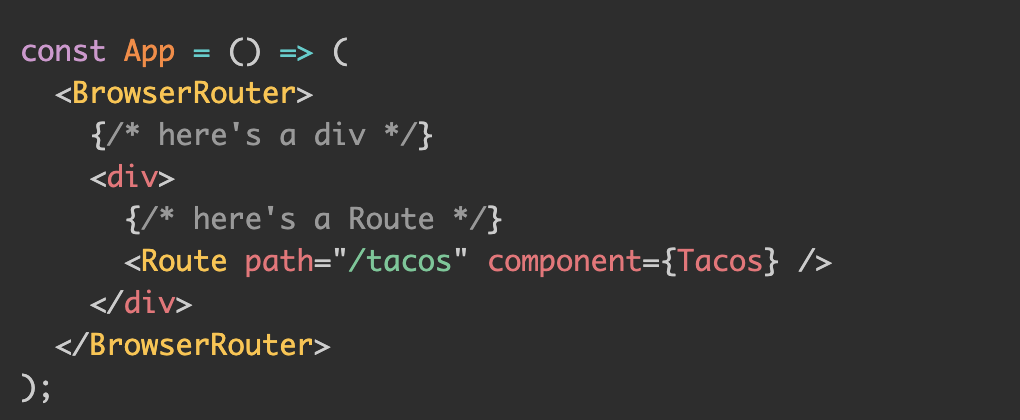 const App = () => (
  <BrowserRouter>
    {/* here's a div */}
    <div>
      {/* here's a Route */}
      <Route path="/tacos" component={Tacos} />
    </div>
  </BrowserRouter>
);